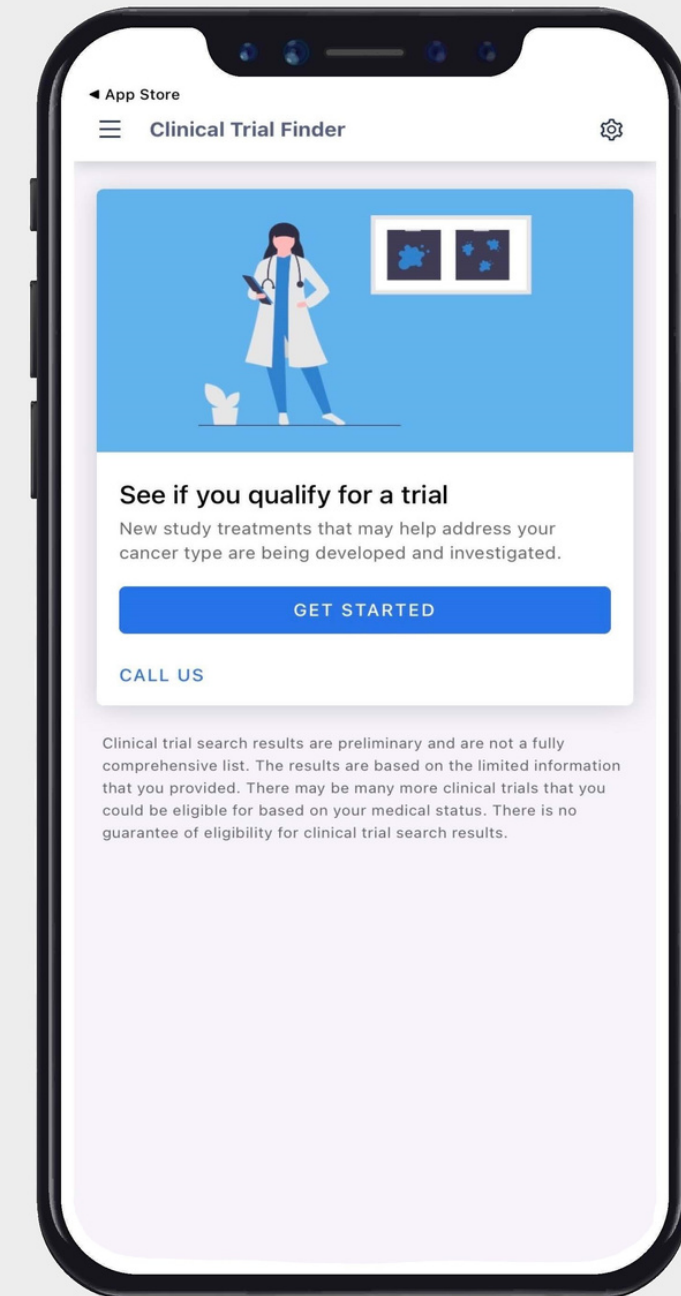 ◀ App Store
Clinical Trial Finder
See if you qualify for a trial
New study treatments that may help address your
cancer type are being developed and investigated.
GET STARTED
CALL US
Clinical trial search results are preliminary and are not a fully
comprehensive list. The results are based on the limited information
that you provided. There may be many more clinical trials that you
could be eligible for based on your medical status. There is no
guarantee of eligibility for clinical trial search results.